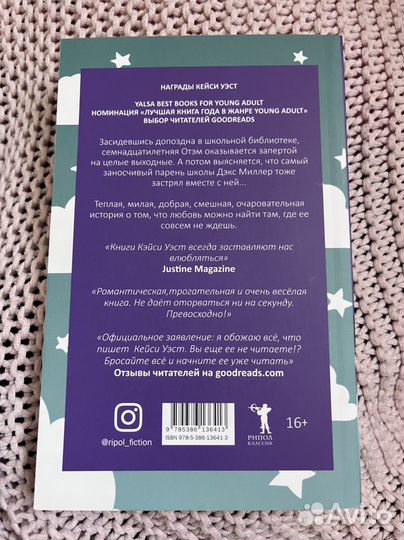 НАГРАДЫ КЕЙСИ УЭСТ
YALSA BEST BOOKS FOR YOUNG ADULT
НОМИНАЦИЯ «ЛУЧШАЯ КНИГА ГОДА В ЖАНРЕ YOUNG ADULT»
ВЫБОР ЧИТАТЕЛЕЙ GOODREADS
Засидевшись допоздна в школьной библиотеке,
семнадцатилетняя Отэм оказывается запертой
на целые выходные. А потом выясняется, что самый
заносчивый парень школы Дэкс Миллер тоже
застрял вместе с ней...
Теплая, милая, добрая, смешная, очаровательная
история о том, что любовь можно найти там, где ее
совсем не ждешь.
«Книги Кэйси Уэст всегда заставляют нас
влюбляться»
Justine Magazine
«Романтическая,трогательная и очень весёлая
книга. Не даёт оторваться ни на секунду.
Превосходно!»
«Официальное заявление: я обожаю всё, что
пишет Кейси Уэст. Вы еще ее не читаете!?
Бросайте всё и начните ее уже читать»
Отзывы читателей на goodreads.com
@ripol_fiction
9 785386 136413
ISBN 978-5-386-13641-3
РИПОЛ
КЛАССИК
16+
Avito